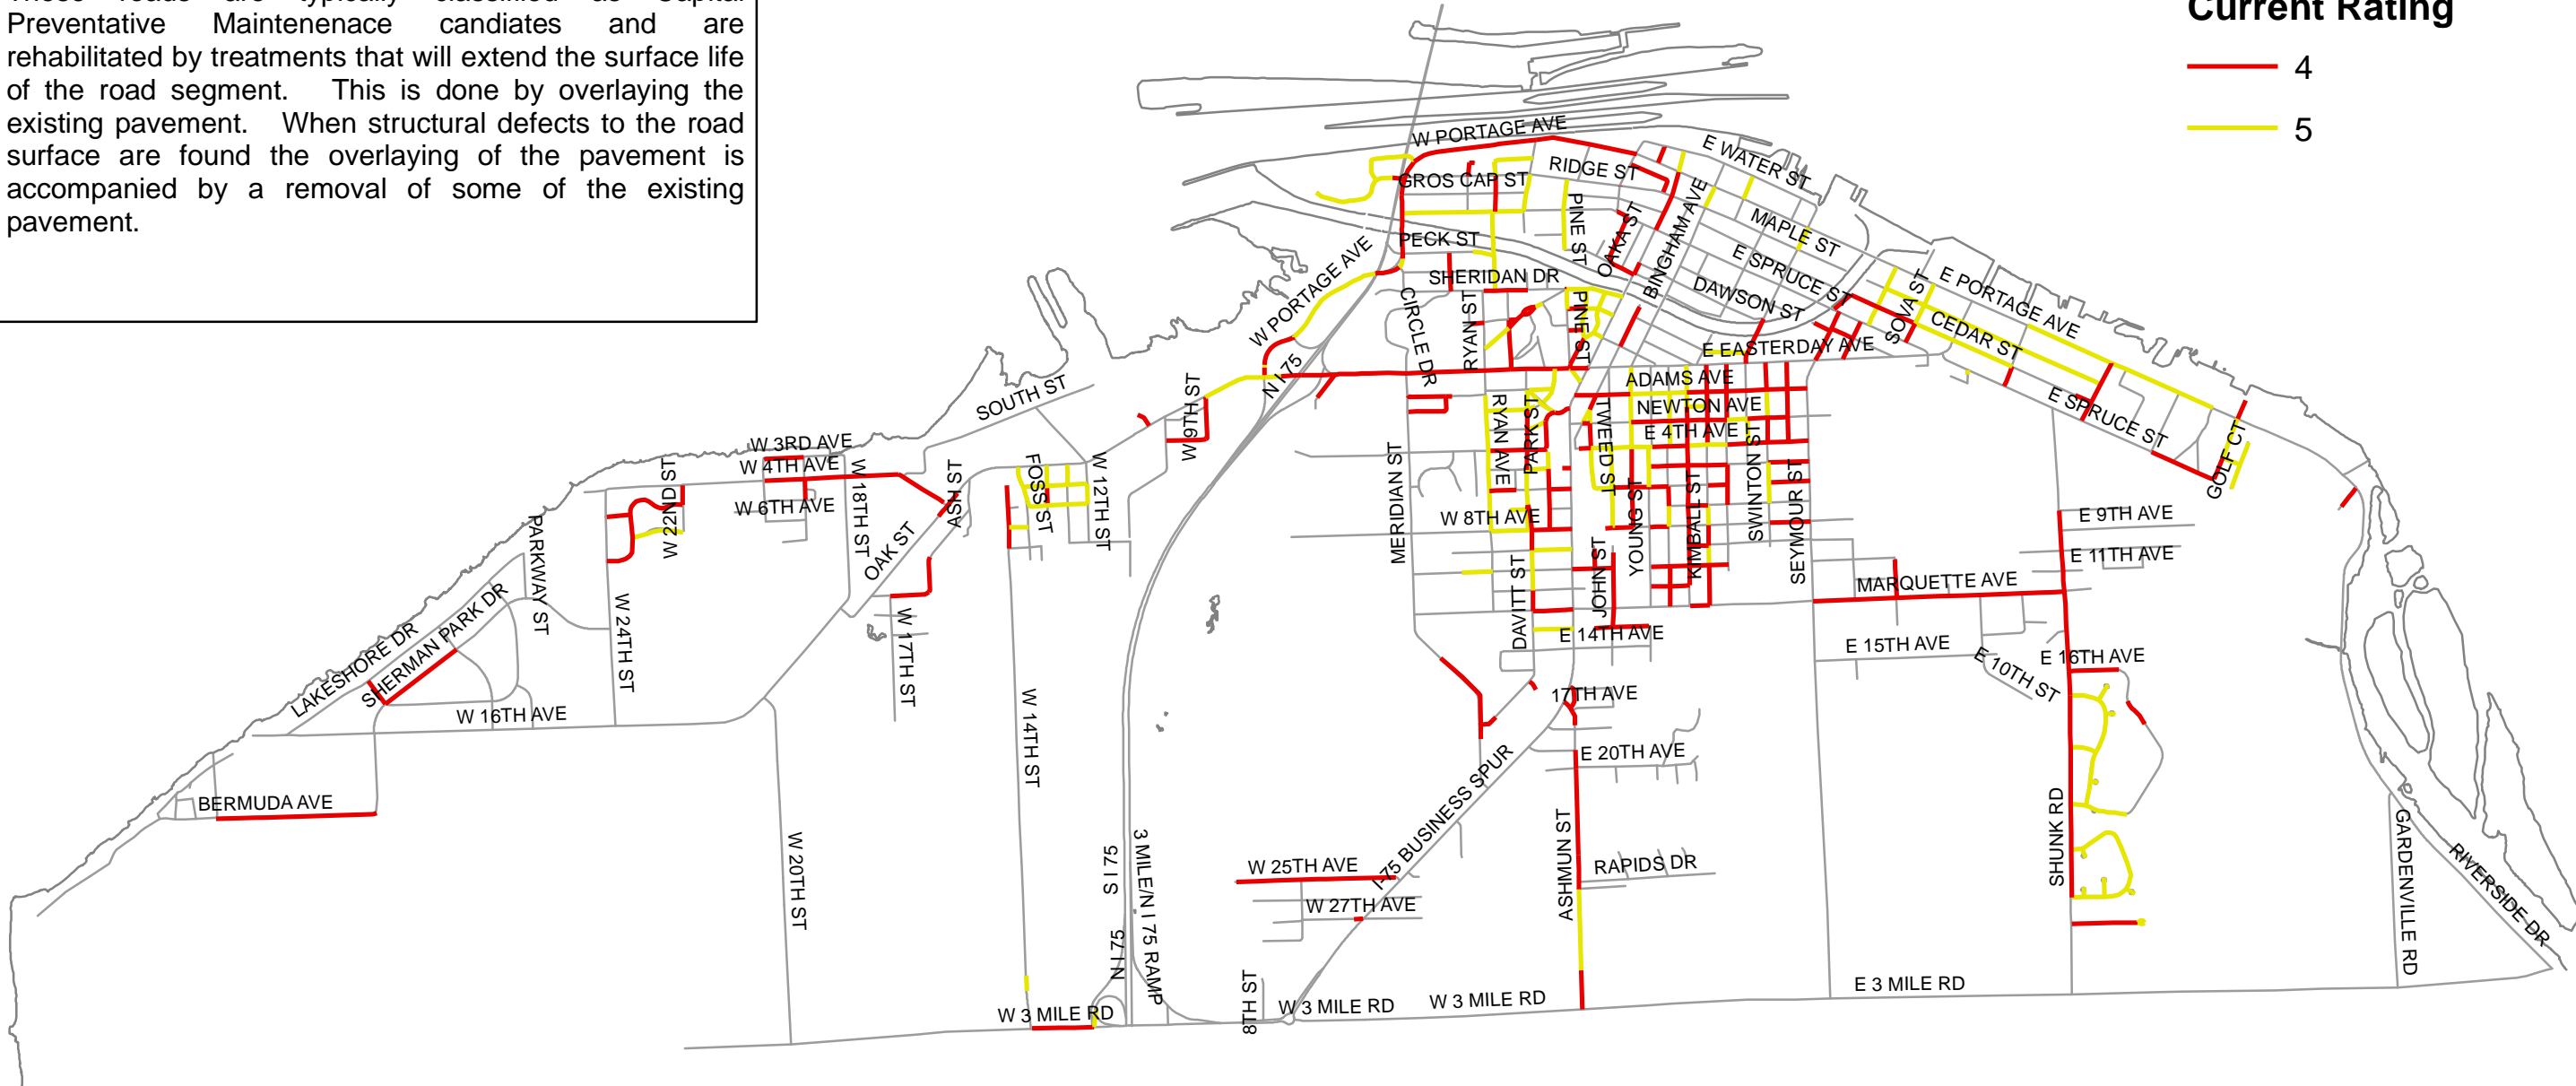 These roads are typically classified as Capital
Preventative Maintenenace candidates and are
rehabilitated by treatments that will extend the surface life
of the road segment. This is done by overlaying the
existing pavement. When structural defects to the road
surface are found the overlaying of the pavement is
accompanied by a removal of some of the existing
pavement.
Current Rating
4
5
W PORTAGE AVE
E WATER ST
RIDGE ST
GROS CAP ST
PINE ST
OAKA ST
BINGHAM AVE
MAPLE ST
PECK ST
E SPRUCE ST
SHERIDAN DR
DAWSON ST
SOVA ST
E PORTAGE AVE
W PORTAGE AVE
CIRCLE DR
RYAN ST
PINE ST
CEDAR ST
E EASTERDAY AVE
N I 75
ADAMS AVE
SOUTH ST
W 9TH ST
RYAN AVE
PARK ST
TWEED ST
NEWTON AVE
E 4TH AVE
E SPRUCE ST
W 3RD AVE
W 4TH AVE
W 6TH AVE
W 22ND ST
W 18TH ST
ASH ST
FOSS ST
W 12TH ST
MERIDIAN ST
W 8TH AVE
YOUNG ST
KIMBALL ST
SWINTON ST
SEYMOUR ST
GOLF CT
E 9TH AVE
E 11TH AVE
PARKWAY ST
OAK ST
DAVITT ST
JOHN ST
MARQUETTE AVE
LAKESHORE DR
SHERMAN PARK DR
W 24TH ST
W 17TH ST
E 14TH AVE
E 15TH AVE
E 10TH ST
E 16TH AVE
W 16TH AVE
W 14TH ST
17TH AVE
E 20TH AVE
BERMUDA AVE
W 20TH ST
S I 75
N I 75
3 MILE/N I 75 RAMP
I-75 BUSINESS SPUR
ASHMUN ST
SHUNK RD
GARDENVILLE RD
RIVERSIDE DR
W 25TH AVE
RAPIDS DR
W 27TH AVE
8TH ST
W 3 MILE RD
W 3 MILE RD
W 3 MILE RD
E 3 MILE RD